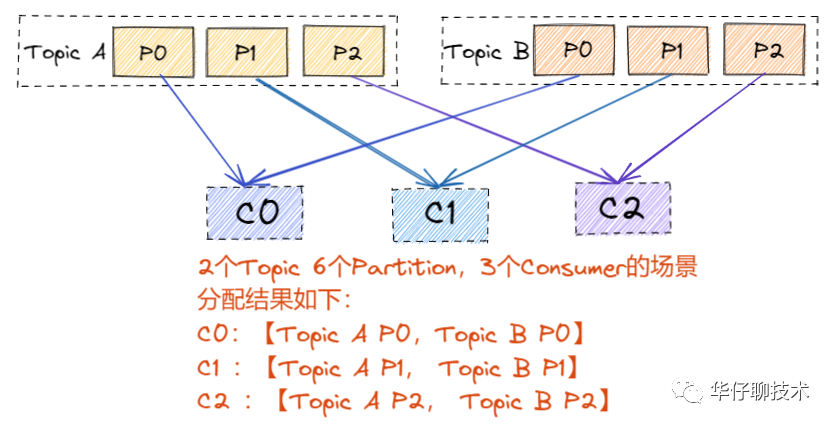 Topic A P0 P1 P2 Topic B P0 P1 P2
C0 C1 C2
2个Topic 6个Partition，3个Consumer的场景
分配结果如下：
C0：【Topic A P0，Topic B P0】
C1 ：【Topic A P1， Topic B P1】
C2 ：【Topic A P2， Topic B P2】
华仔聊技术